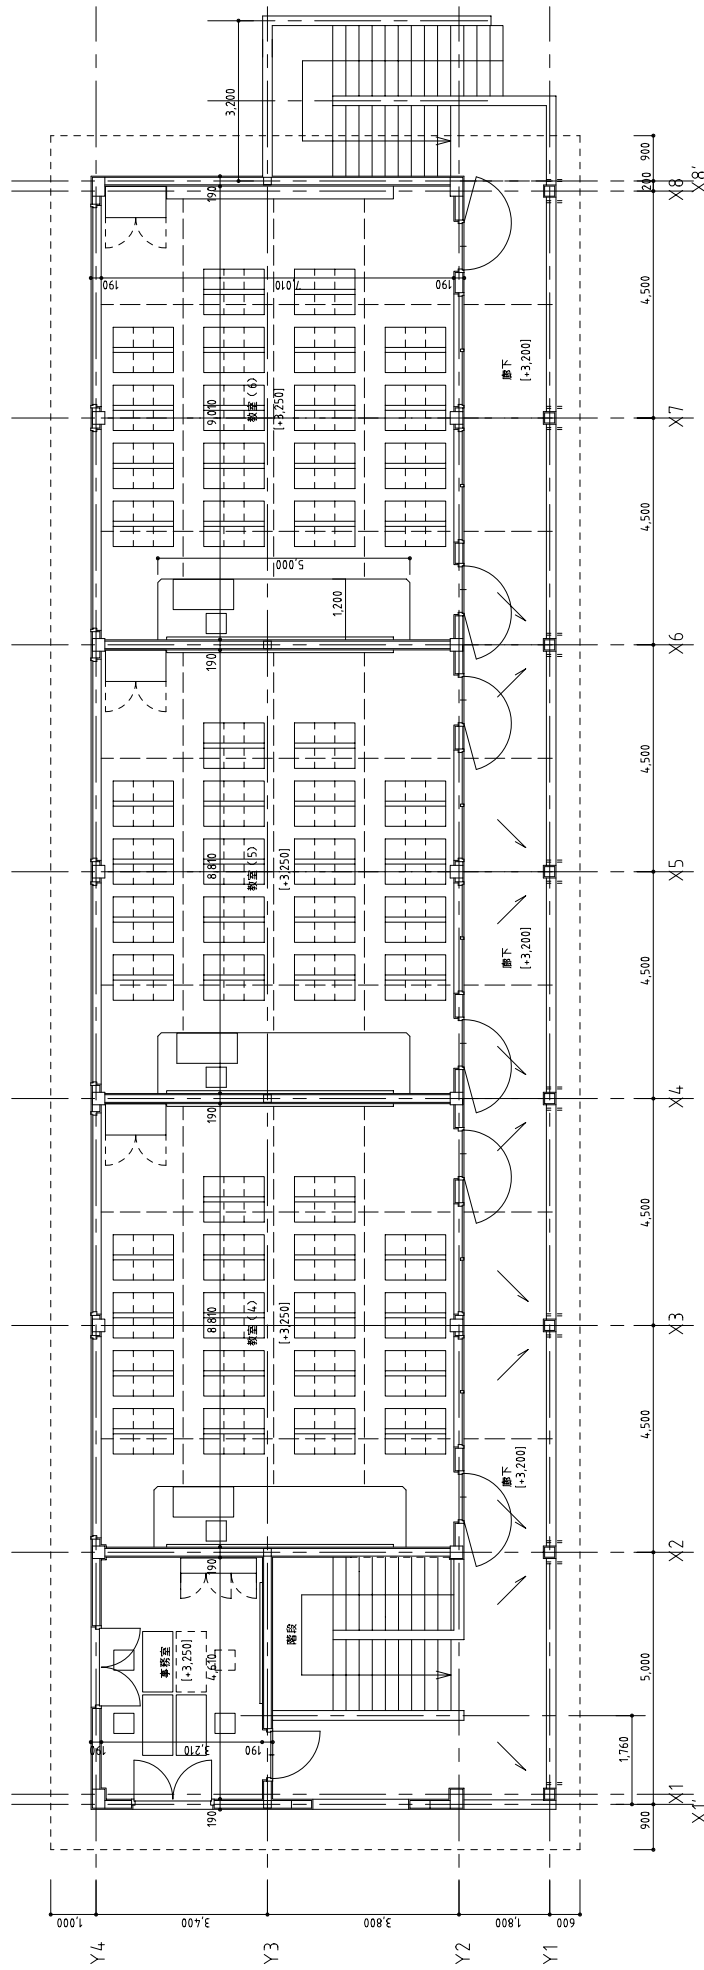 3,200
900
200
X8
X8'
190
190
7,010
190
4,500
廊下
[+3,200]
9,010
教室（6）
[+3,250]
X7
4,500
5,000
1,200
X6
190
4,500
8,810
教室（5）
[+3,250]
X5
廊下
[+3,200]
4,500
X4
190
4,500
8,810
教室（4）
[+3,250]
X3
4,500
廊下
[+3,200]
X2
190
階段
事務室
[+3,250]
4,610
5,000
190
3,210
190
1,760
190
X1
X1'
900
1,000
3,400
3,800
1,800
600
Y4
Y3
Y2
Y1